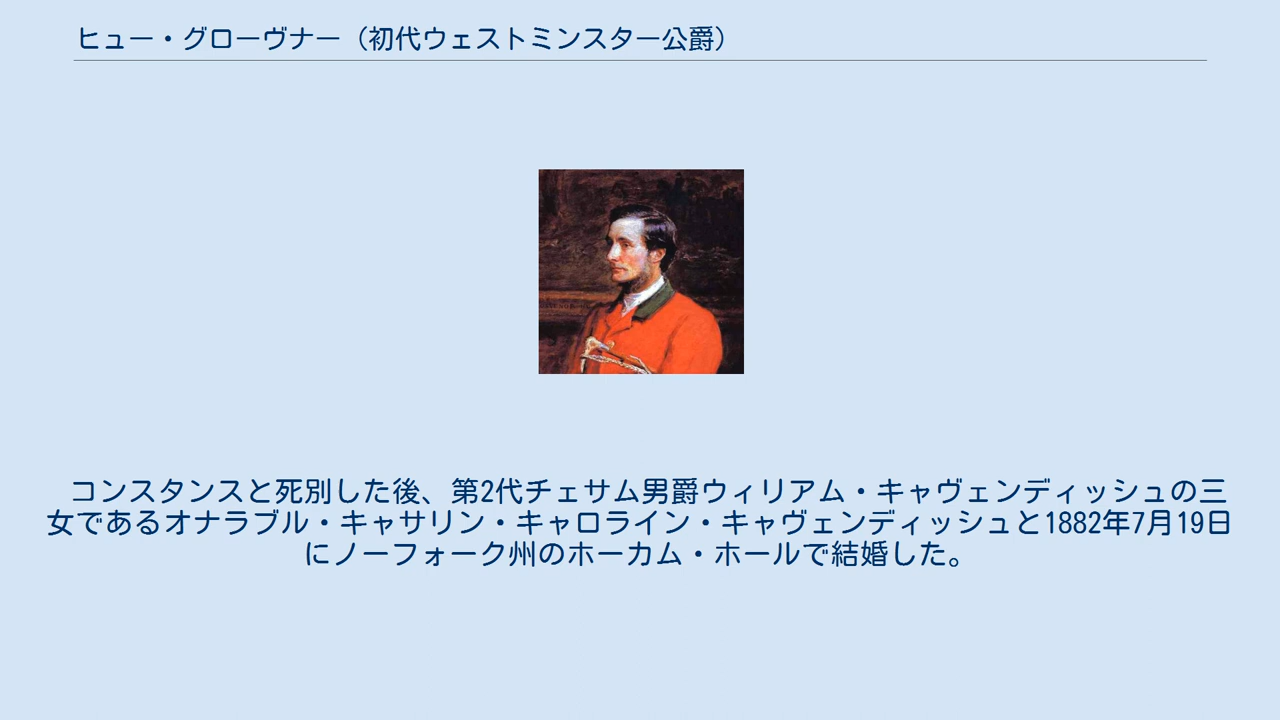 ヒュー・グローヴナー（初代ウェストミンスター公爵）
コンスタンスと死別した後、第2代チェサム男爵ウィリアム・キャヴェンディッシュの三
女であるオナラブル・キャサリン・キャロライン・キャヴェンディッシュと1882年7月19日
にノーフォーク州のホーカム・ホールで結婚した。